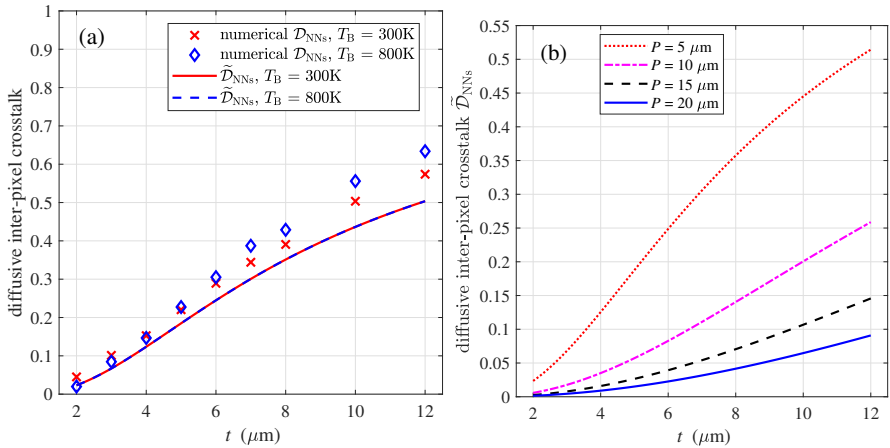 (a)
numerical 𝒟NNs, TB = 300K
numerical 𝒟NNs, TB = 800K
𝒟̃NNs, TB = 300K
𝒟̃NNs, TB = 800K
diffusive inter-pixel crosstalk
1
0.9
0.8
0.7
0.6
0.5
0.4
0.3
0.2
0.1
0
2 4 6 8 10 12
t (μm)
(b)
P = 5 μm
P = 10 μm
P = 15 μm
P = 20 μm
diffusive inter-pixel crosstalk 𝒟̃NNs
0.5
0.45
0.4
0.35
0.3
0.25
0.2
0.15
0.1
0.05
0
2 4 6 8 10 12
t (μm)